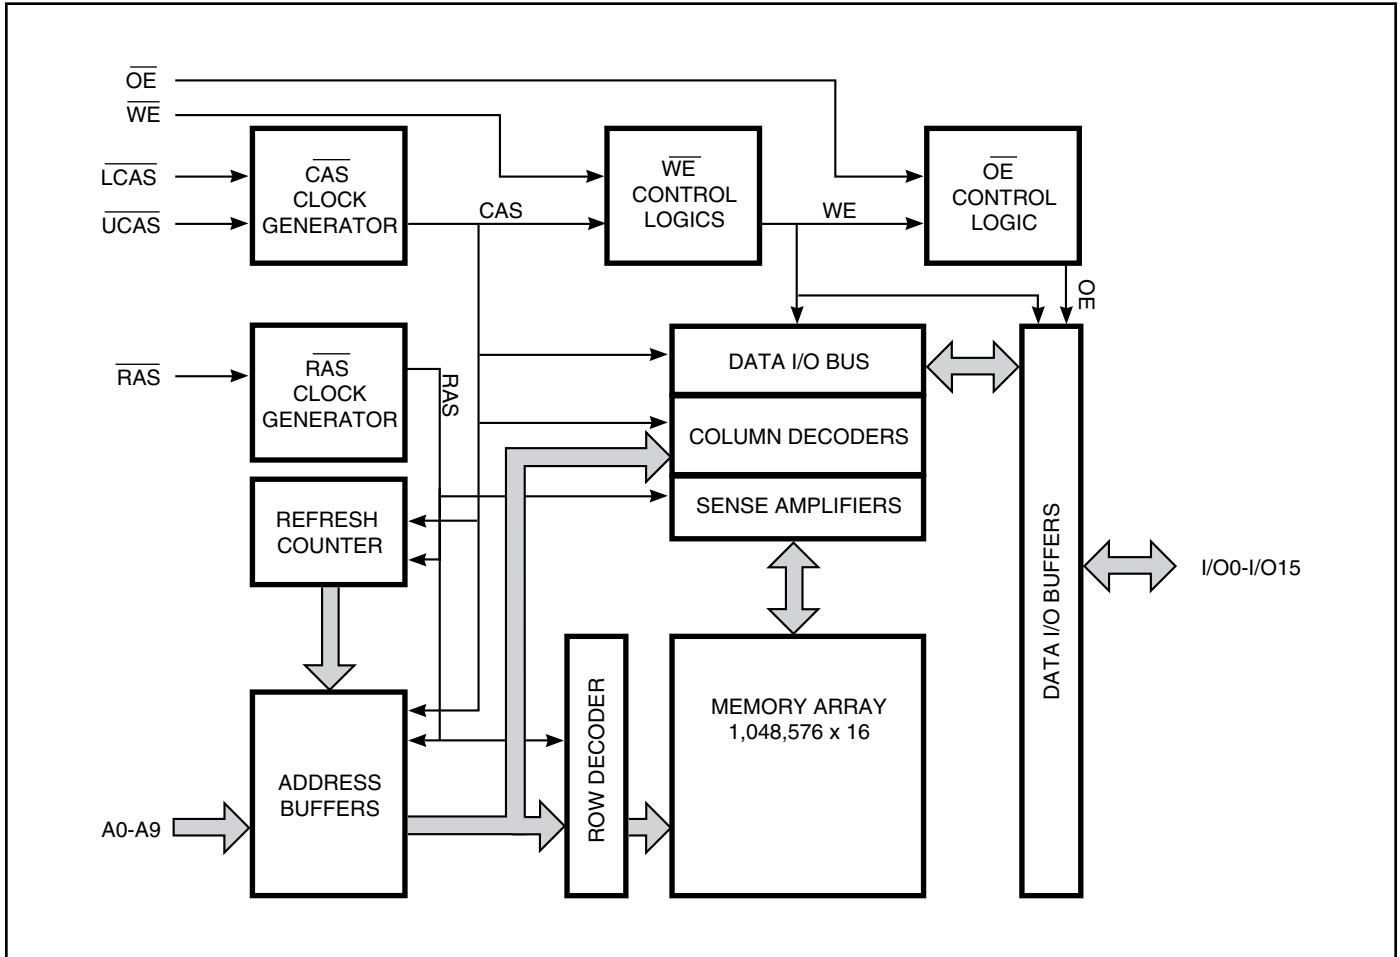 OE
WE
LCAS
UCAS
CAS
CLOCK
GENERATOR
CAS
WE
CONTROL
LOGICS
WE
OE
CONTROL
LOGIC
OE
RAS
RAS
CLOCK
GENERATOR
RAS
DATA I/O BUS
COLUMN DECODERS
SENSE AMPLIFIERS
REFRESH
COUNTER
DATA I/O BUFFERS
I/O0-I/O15
MEMORY ARRAY
1,048,576 x 16
ROW DECODER
ADDRESS
BUFFERS
A0-A9